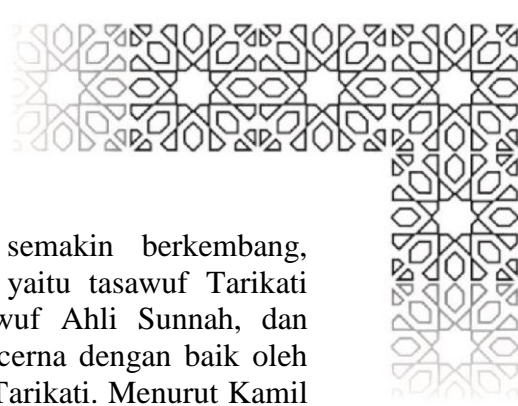 semakin berkembang,
yaitu tasawuf Tarikati
wuf Ahli Sunnah, dan
cerna dengan baik oleh
Tarikati. Menurut Kamil